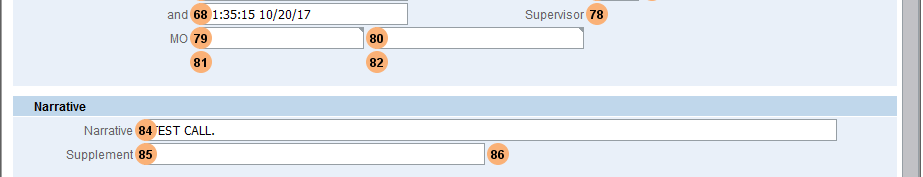 and 68 1:35:15 10/20/17 Supervisor 78
MO 79 80
81 82
Narrative
Narrative 84 EST CALL.
Supplement 85 86